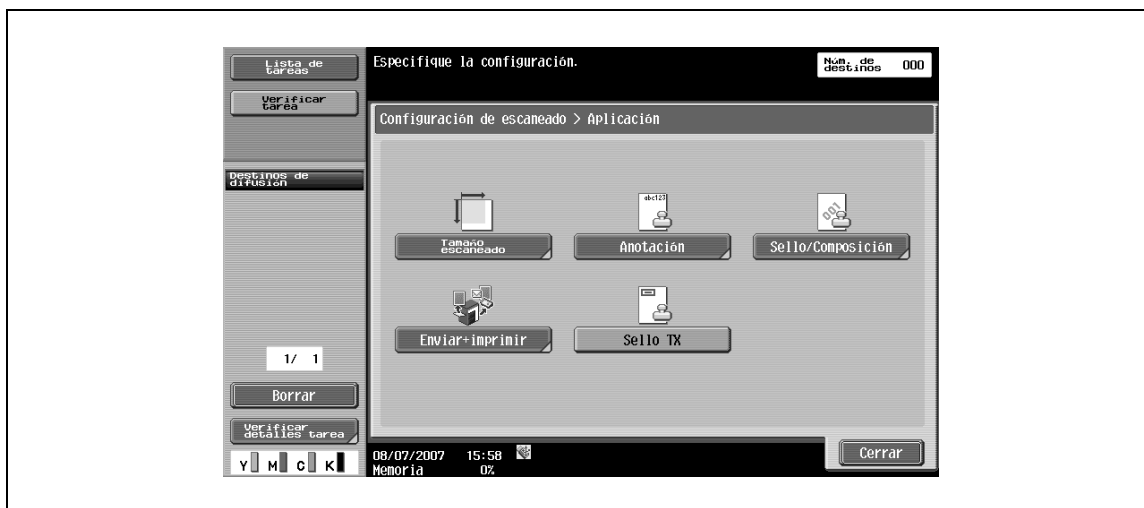 Lista de
tareas
Verificar
tarea
Destinos de
difusión
1/ 1
Borrar
Verificar
detalles tarea
Y M C K
Especifique la configuración.
Núm. de
destinos 000
Configuración de escaneado > Aplicación
abc123
001
Tamaño
escaneado
Anotación
Sello/Composición
Enviar+imprimir
Sello TX
08/07/2007 15:58
Memoria 0%
Cerrar